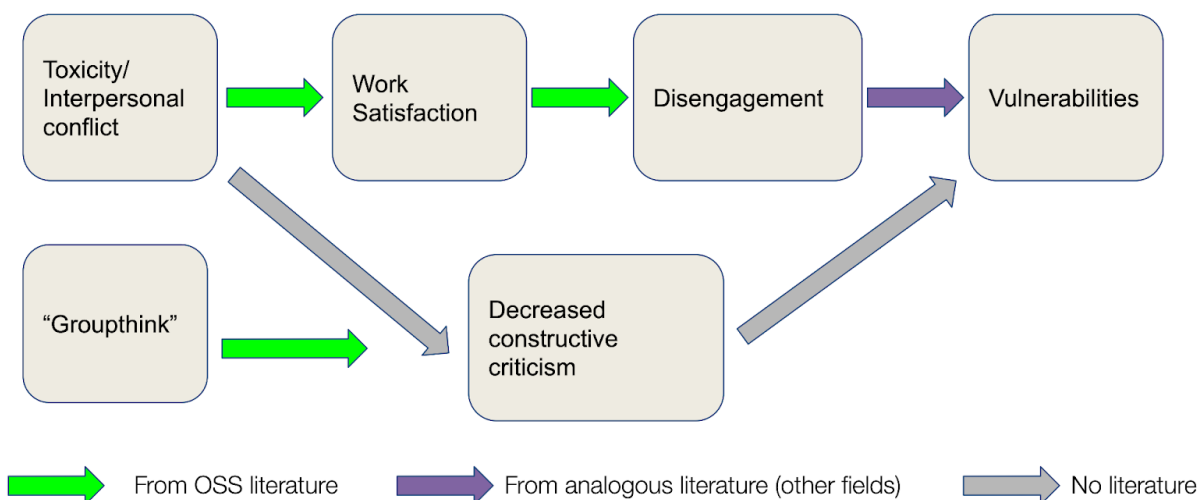 Toxicity/
Interpersonal
conflict
Work
Satisfaction
Disengagement
Vulnerabilities
“Groupthink”
Decreased
constructive
criticism
From OSS literature
From analogous literature (other fields)
No literature